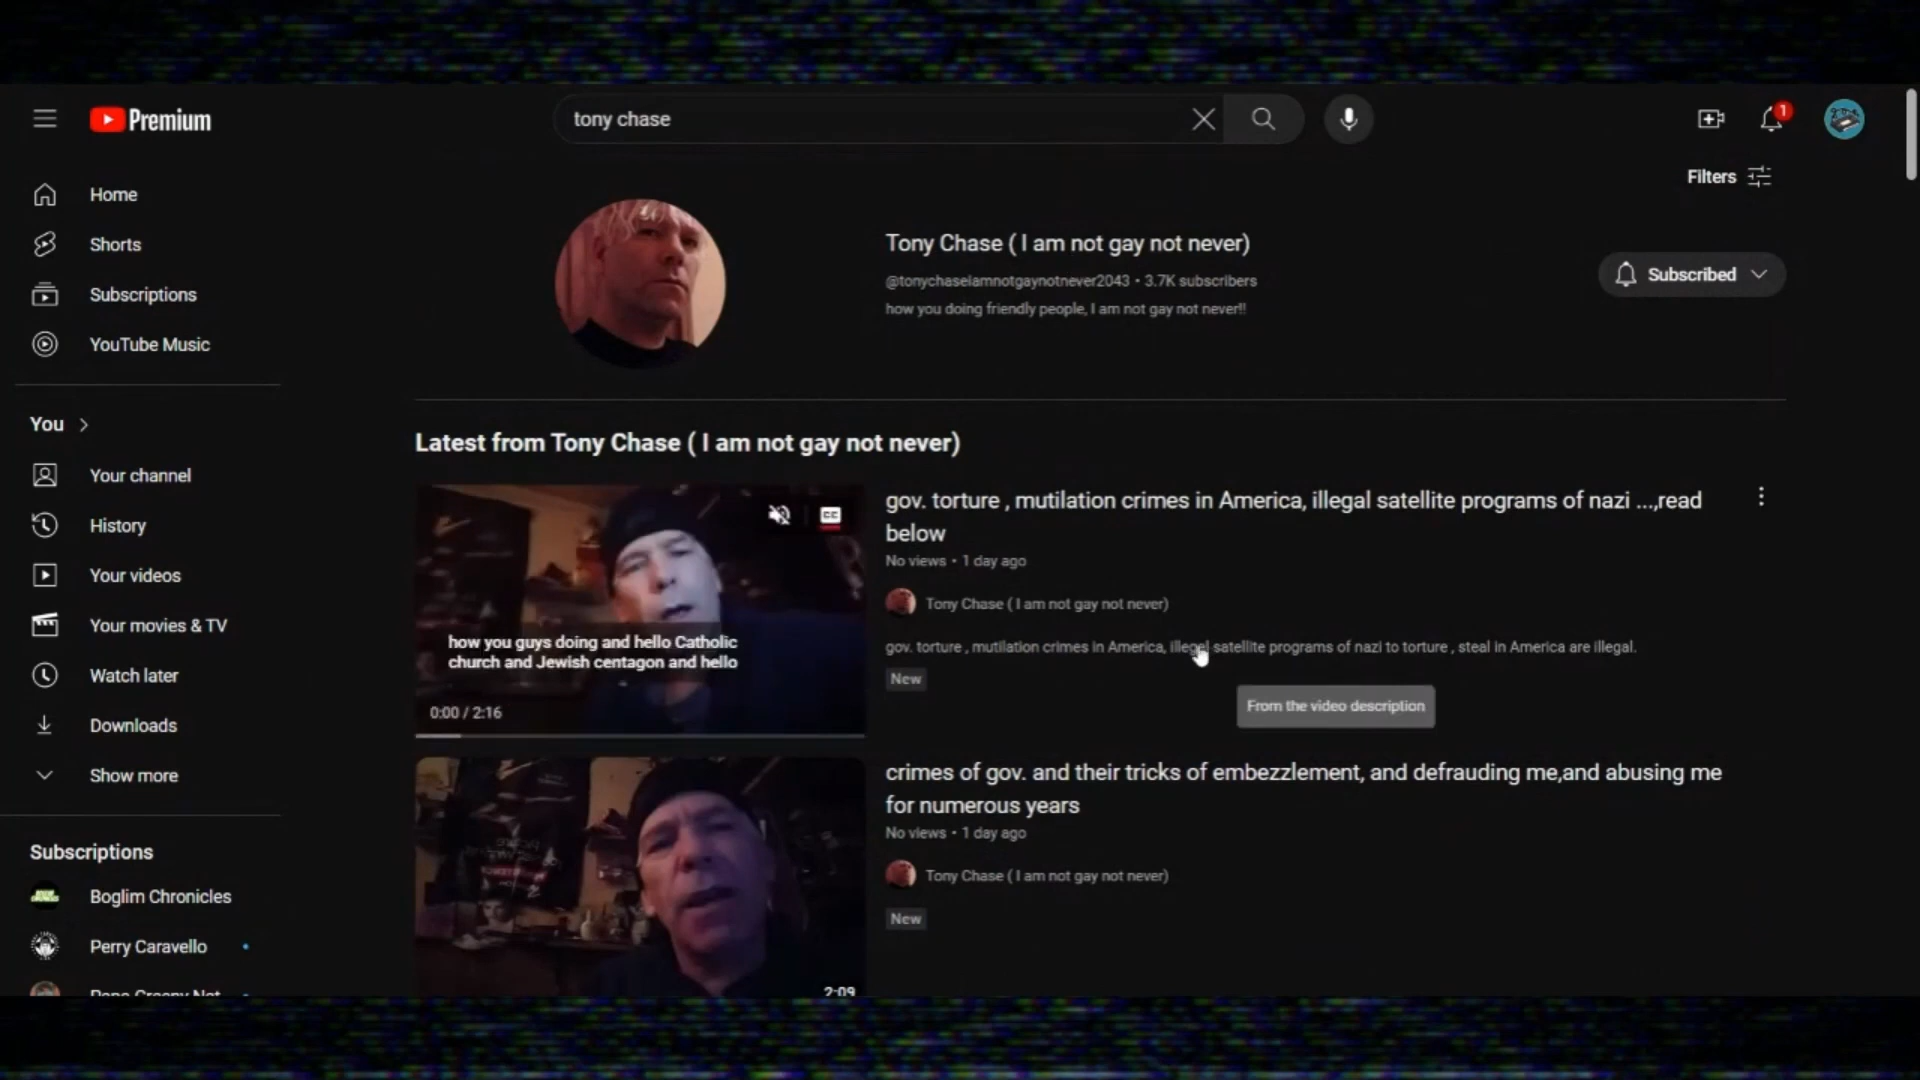 Premium
tony chase
1
Filters
Home
Shorts
Subscriptions
YouTube Music
You
Your channel
History
Your videos
Your movies & TV
Watch later
Downloads
Show more
Subscriptions
Boglim Chronicles
Perry Caravello
Tony Chase ( I am not gay not never)
@tonychaseiamnotgaynotnever2043 • 3.7K subscribers
how you doing friendly people, I am not gay not never!!
Subscribed
Latest from Tony Chase ( I am not gay not never)
CC
how you guys doing and hello Catholic
church and Jewish centagon and hello
0:00 / 2:16
gov. torture , mutilation crimes in America, illegal satellite programs of nazi ...,read
below
No views • 1 day ago
Tony Chase ( I am not gay not never)
gov. torture , mutilation crimes in America, illegal satellite programs of nazi to torture , steal in America are illegal.
New
From the video description
2:09
crimes of gov. and their tricks of embezzlement, and defrauding me,and abusing me
for numerous years
No views • 1 day ago
Tony Chase ( I am not gay not never)
New